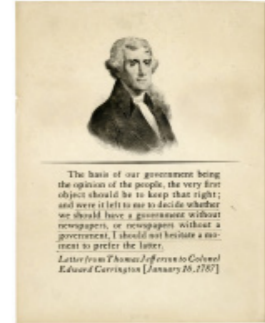 The basis of our government being
the opinion of the people, the very first
object should be to keep that right;
and were it left to me to decide whether
we should have a government without
newspapers, or newspapers without a
government, I should not hesitate a mo-
ment to prefer the latter.
Letter from Thomas Jefferson to Colonel
Edward Carrington [January 16, 1787]